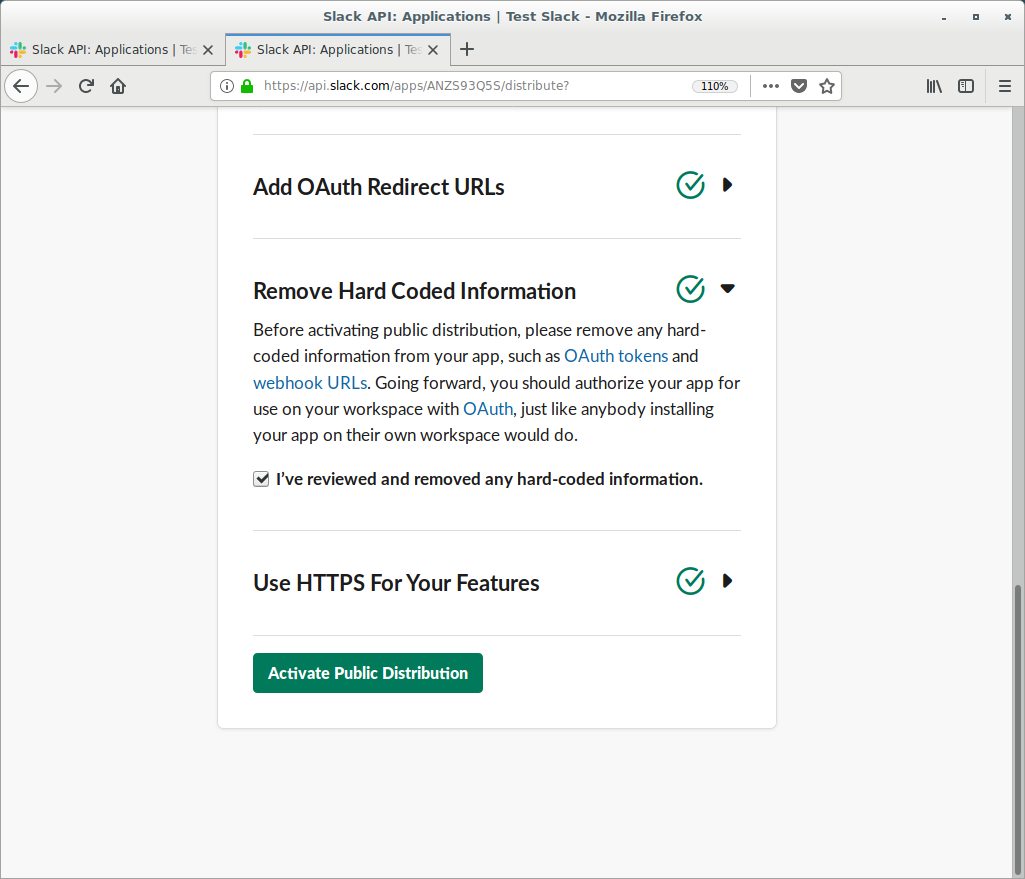 Slack API: Applications | Test Slack - Mozilla Firefox
Slack API: Applications | Tes
Slack API: Applications | Tes
https://api.slack.com/apps/ANZS93Q5S/distribute?
110%
Add OAuth Redirect URLs
Remove Hard Coded Information
Before activating public distribution, please remove any hard-
coded information from your app, such as OAuth tokens and
webhook URLs. Going forward, you should authorize your app for
use on your workspace with OAuth, just like anybody installing
your app on their own workspace would do.
I've reviewed and removed any hard-coded information.
Use HTTPS For Your Features
Activate Public Distribution